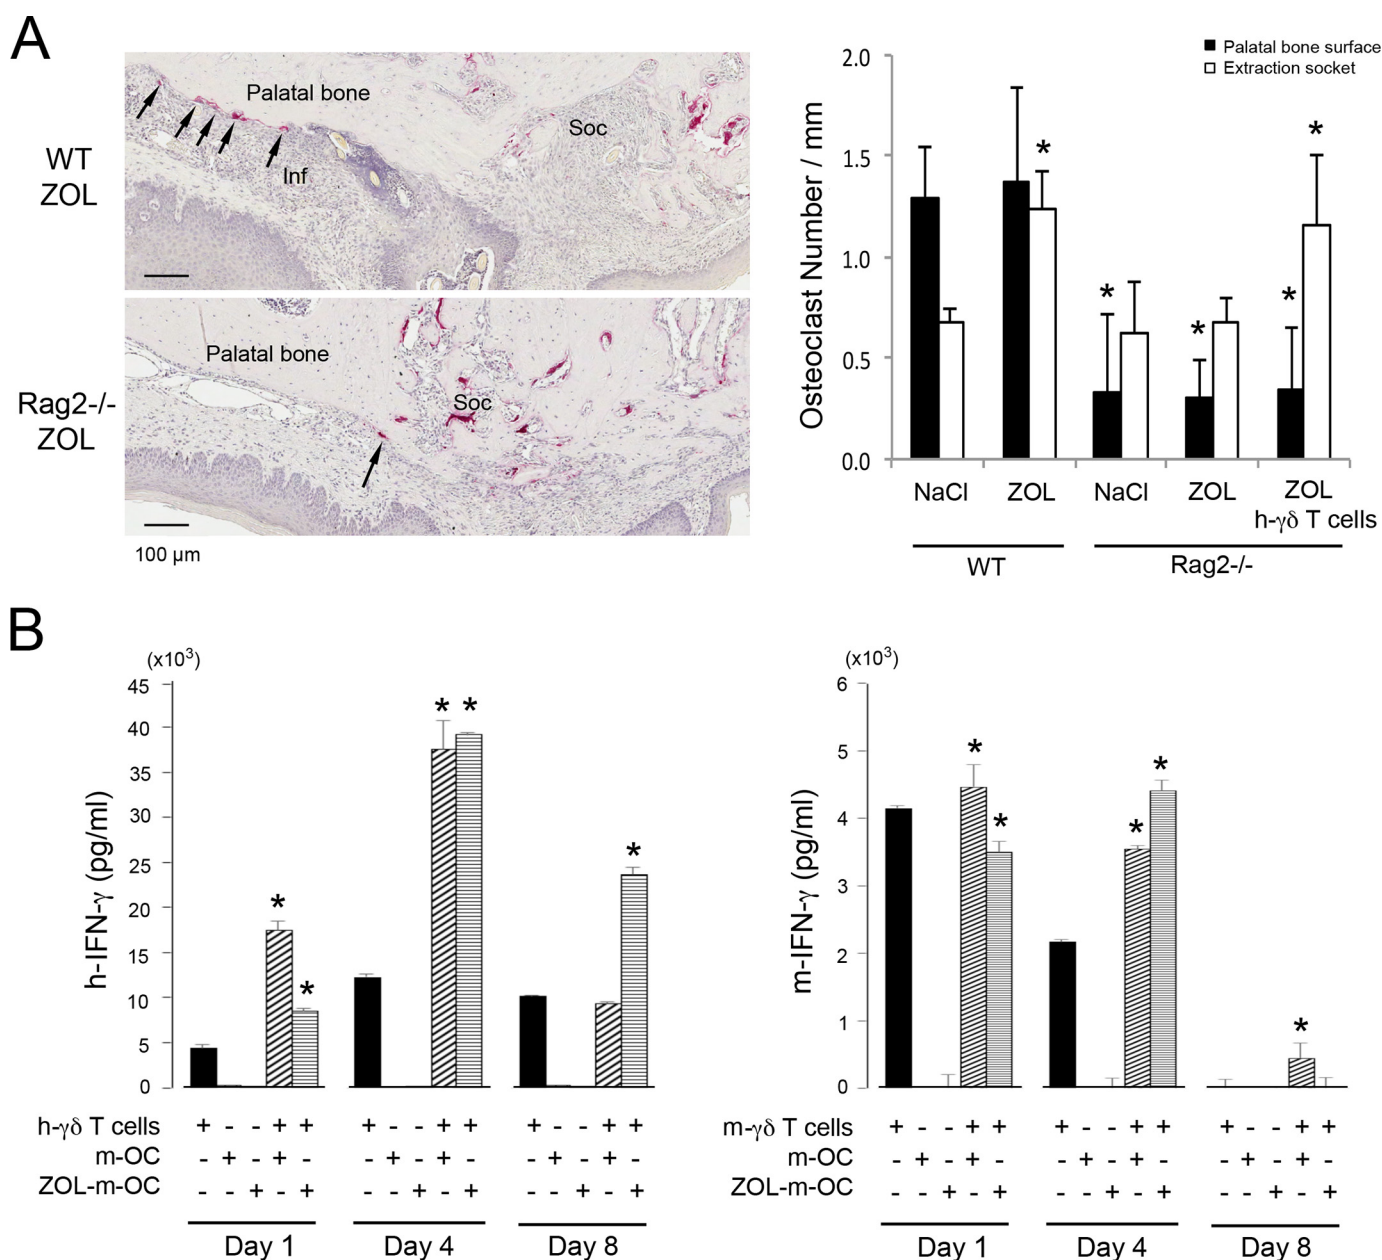 A
WT
ZOL
Palatal bone
Soc
Inf
Rag2-/-
ZOL
Palatal bone
Soc
100 μm
Palatal bone surface
Extraction socket
Osteoclast Number / mm
2.0
1.5
1.0
0.5
0.0
*
*
*
*
*
NaCl ZOL NaCl ZOL ZOL
h-γδ T cells
WT Rag2-/-
B
(x10³)
h-IFN-γ (pg/ml)
45
40
35
30
25
20
15
10
5
0
* *
*
*
*
h-γδ T cells + - - + + + - - + + + - - + +
m-OC - + - + - - + - + - - + - + -
ZOL-m-OC - - + - + - - + - + - - + - +
Day 1 Day 4 Day 8
(x10³)
m-IFN-γ (pg/ml)
6
5
4
3
2
1
0
*
*
*
*
*
m-γδ T cells + - - + + + - - + + + - - + +
m-OC - + - + - - + - + - - + - + -
ZOL-m-OC - - + - + - - + - + - - + - +
Day 1 Day 4 Day 8